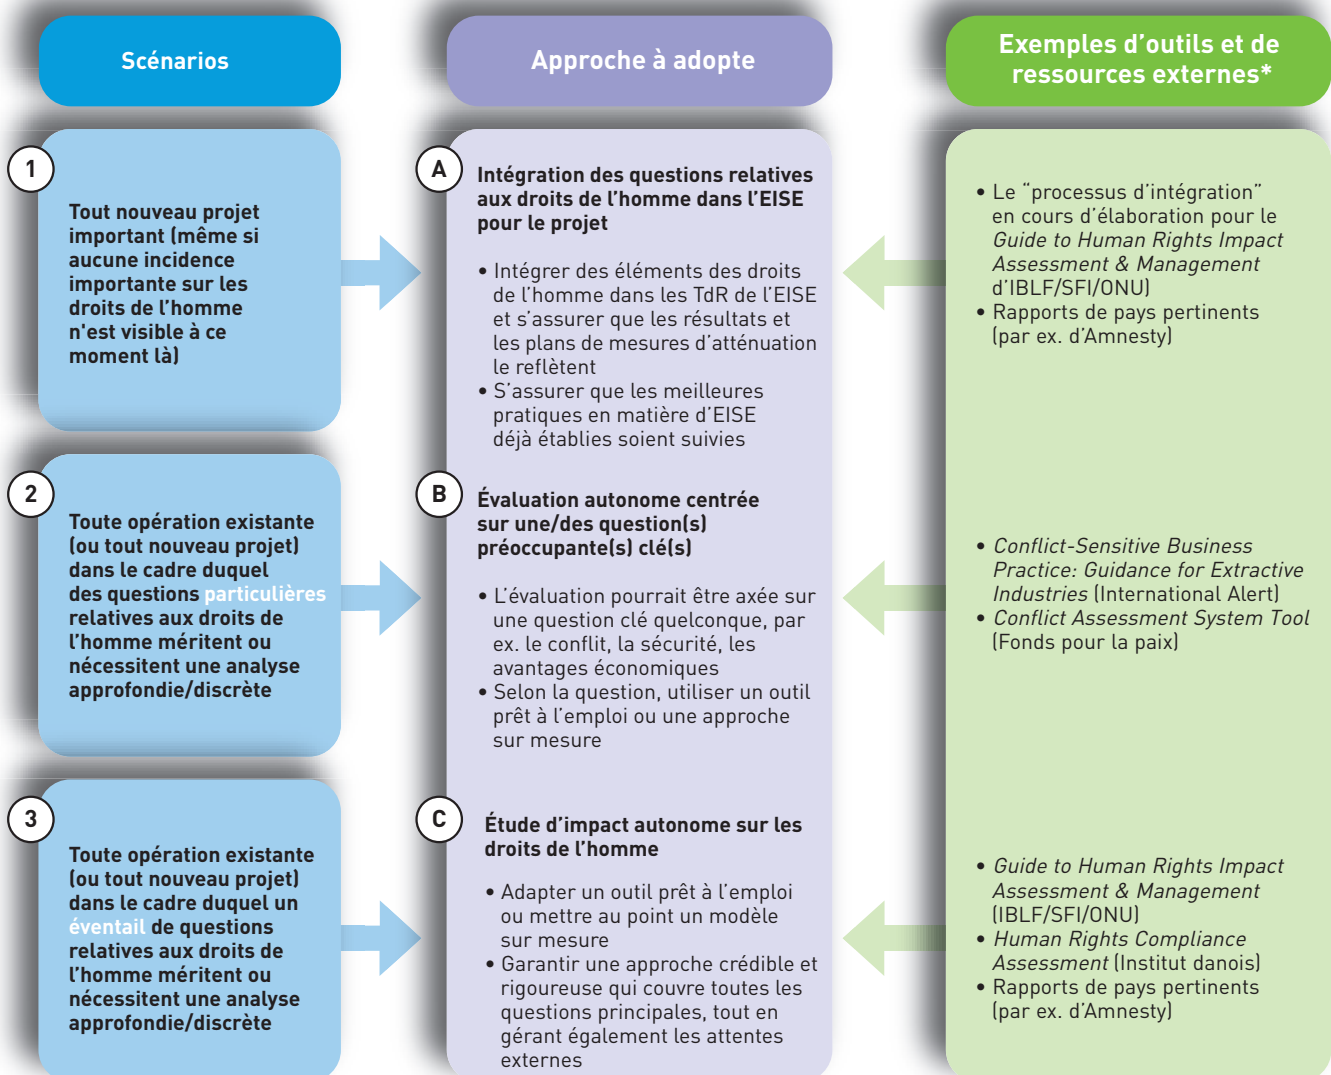 Scénarios
Approche à adopte
Exemples d’outils et de
ressources externes*
1
Tout nouveau projet
important (même si
aucune incidence
importante sur les
droits de l’homme
n'est visible à ce
moment là)
A
Intégration des questions relatives
aux droits de l’homme dans l’EISE
pour le projet
• Intégrer des éléments des droits
de l’homme dans les TdR de l’EISE
et s’assurer que les résultats et
les plans de mesures d’atténuation
le reflètent
• S’assurer que les meilleures
pratiques en matière d’EISE
déjà établies soient suivies
• Le “processus d’intégration”
en cours d’élaboration pour le
Guide to Human Rights Impact
Assessment & Management
d’IBLF/SFI/ONU)
• Rapports de pays pertinents
(par ex. d’Amnesty)
2
Toute opération existante
(ou tout nouveau projet)
dans le cadre duquel
des questions particulières
relatives aux droits de
l’homme méritent ou
nécessitent une analyse
approfondie/discrète
B
Évaluation autonome centrée
sur une/des question(s)
préoccupante(s) clé(s)
• L’évaluation pourrait être axée sur
une question clé quelconque, par
ex. le conflit, la sécurité, les
avantages économiques
• Selon la question, utiliser un outil
prêt à l’emploi ou une approche
sur mesure
• Conflict-Sensitive Business
Practice: Guidance for Extractive
Industries (International Alert)
• Conflict Assessment System Tool
(Fonds pour la paix)
3
Toute opération existante
(ou tout nouveau projet)
dans le cadre duquel un
éventail de questions
relatives aux droits de
l’homme méritent ou
nécessitent une analyse
approfondie/discrète
C
Étude d’impact autonome sur les
droits de l’homme
• Adapter un outil prêt à l’emploi
ou mettre au point un modèle
sur mesure
• Garantir une approche crédible et
rigoureuse qui couvre toutes les
questions principales, tout en
gérant également les attentes
externes
• Guide to Human Rights Impact
Assessment & Management
(IBLF/SFI/ONU)
• Human Rights Compliance
Assessment (Institut danois)
• Rapports de pays pertinents
(par ex. d’Amnesty)